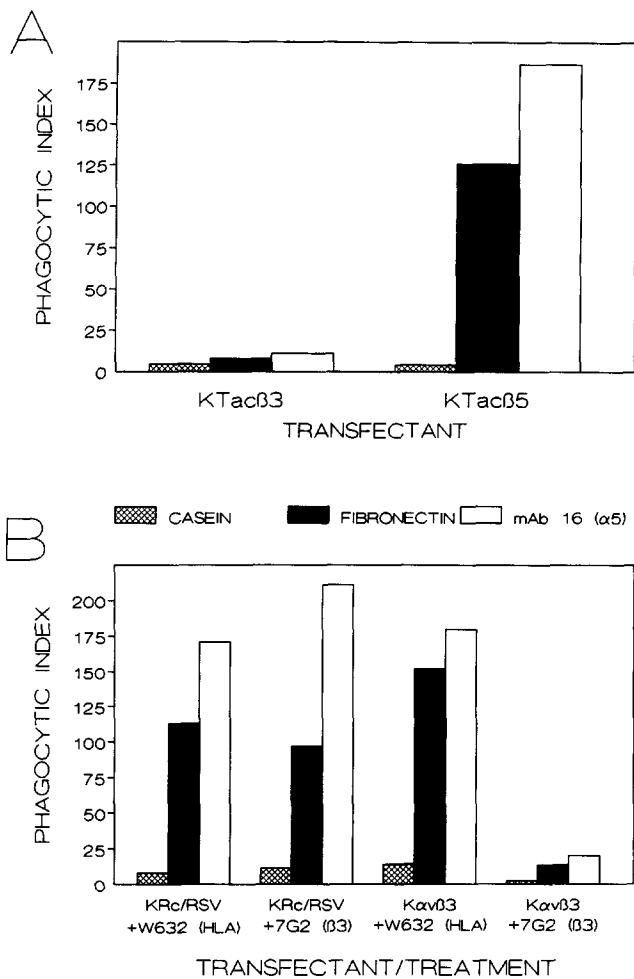 A
PHAGOCYTIC INDEX
175
150
125
100
75
50
25
0
KTacß3 KTacß5
TRANSFECTANT
CASEIN FIBRONECTIN mAb 16 (α5)
B
PHAGOCYTIC INDEX
200
175
150
125
100
75
50
25
0
KRc/RSV KRc/RSV Kαvß3 Kαvß3
+W632 (HLA) +7G2 (ß3) +W632 (HLA) +7G2 (ß3)
TRANSFECTANT/TREATMENT